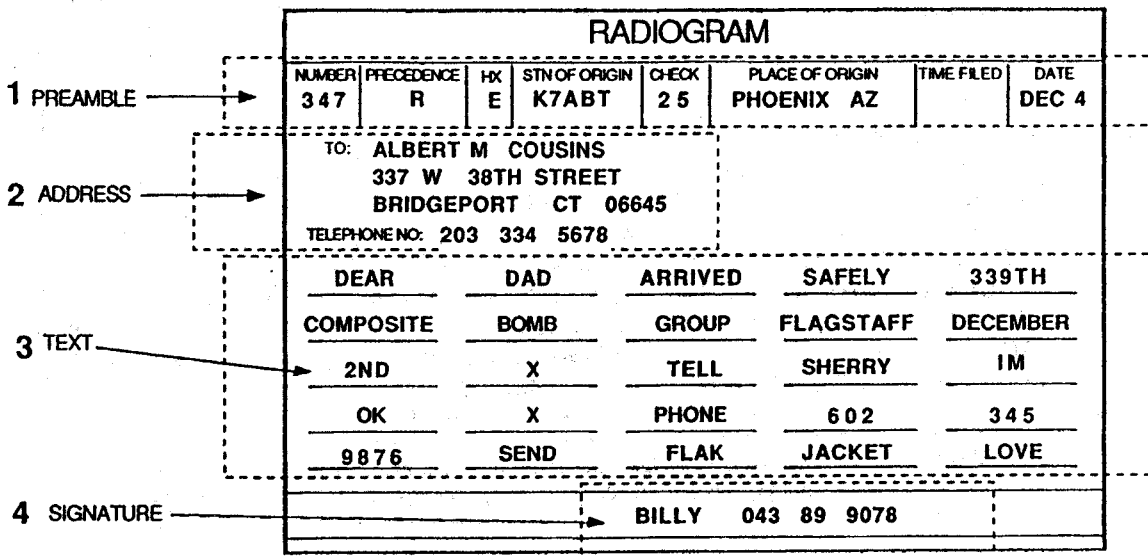 RADIOGRAM
1 PREAMBLE
NUMBER PRECEDENCE HX STN OF ORIGIN CHECK PLACE OF ORIGIN TIME FILED DATE
347 R E K7ABT 25 PHOENIX AZ DEC 4
2 ADDRESS
TO: ALBERT M COUSINS
337 W 38TH STREET
BRIDGEPORT CT 06645
TELEPHONE NO: 203 334 5678
3 TEXT
DEAR DAD ARRIVED SAFELY 339TH
COMPOSITE BOMB GROUP FLAGSTAFF DECEMBER
2ND X TELL SHERRY IM
OK X PHONE 602 345
9876 SEND FLAK JACKET LOVE
4 SIGNATURE
BILLY 043 89 9078